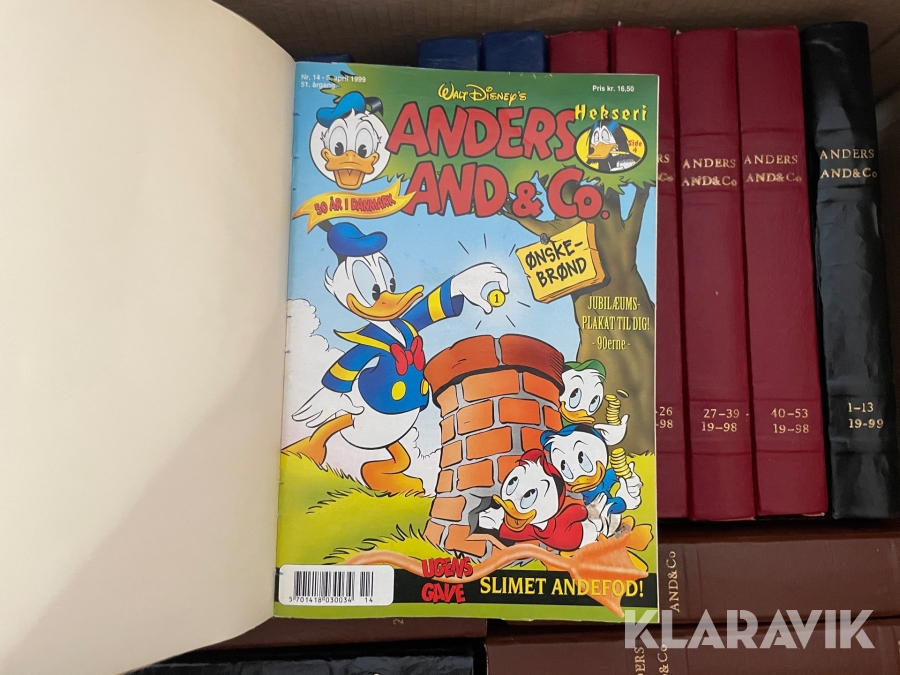 Nr. 14 - 5. april 1999
51. årgang
Pris kr. 16,50
WALT DISNEY'S
ANDERS
AND & Co.
Hekseri
Side 4
50 ÅR I DANMARK
ØNSKE-
BRØND
1
JUBILÆUMS-
PLAKAT TIL DIG!
- 90erne -
UGENS
GAVE
SLIMET ANDEFOD!
5 701418 030034
14
-26
-98
ANDERS
AND&Co
27-39
19-98
ANDERS
AND&Co
40-53
19-98
ANDERS
AND&Co
1-13
19-99
AND&Co
ANDERS
AND&Co
KLARAVIK